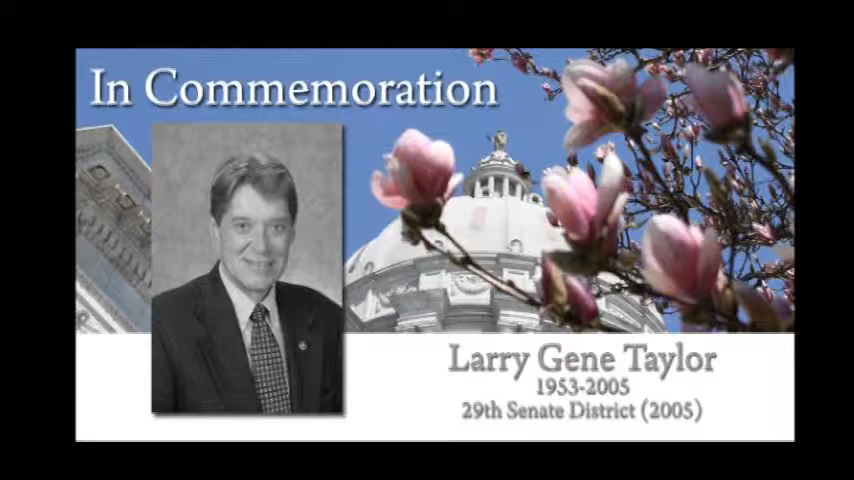 In Commemoration
Larry Gene Taylor
1953-2005
29th Senate District (2005)